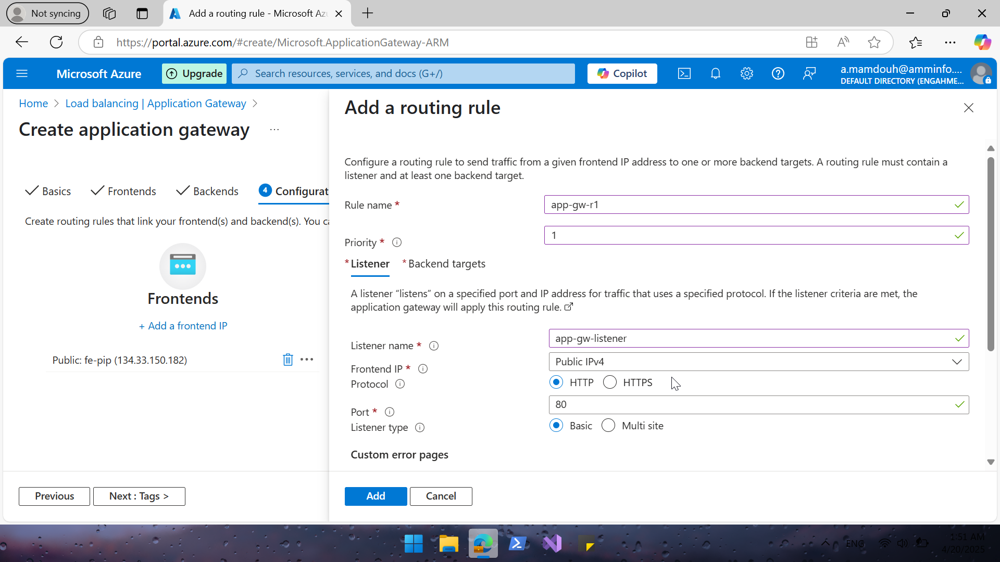 Not syncing
Add a routing rule - Microsoft Az
https://portal.azure.com/#create/Microsoft.ApplicationGateway-ARM
Microsoft Azure
Upgrade
Search resources, services, and docs (G+/)
Copilot
a.mamdouh@amminfo....
DEFAULT DIRECTORY (ENGAHME...
Home > Load balancing | Application Gateway >
Create application gateway ...
Basics
Frontends
Backends
4 Configurat
Create routing rules that link your frontend(s) and backend(s). You ca
Frontends
+ Add a frontend IP
Public: fe-pip (134.33.150.182)
Previous
Next : Tags >
Add a routing rule
Configure a routing rule to send traffic from a given frontend IP address to one or more backend targets. A routing rule must contain a
listener and at least one backend target.
Rule name * app-gw-r1
Priority * 1
* Listener * Backend targets
A listener “listens” on a specified port and IP address for traffic that uses a specified protocol. If the listener criteria are met, the
application gateway will apply this routing rule.
Listener name * app-gw-listener
Frontend IP * Public IPv4
Protocol HTTP HTTPS
Port * 80
Listener type Basic Multi site
Custom error pages
Add
Cancel
ENG
1:51 AM
4/20/2025